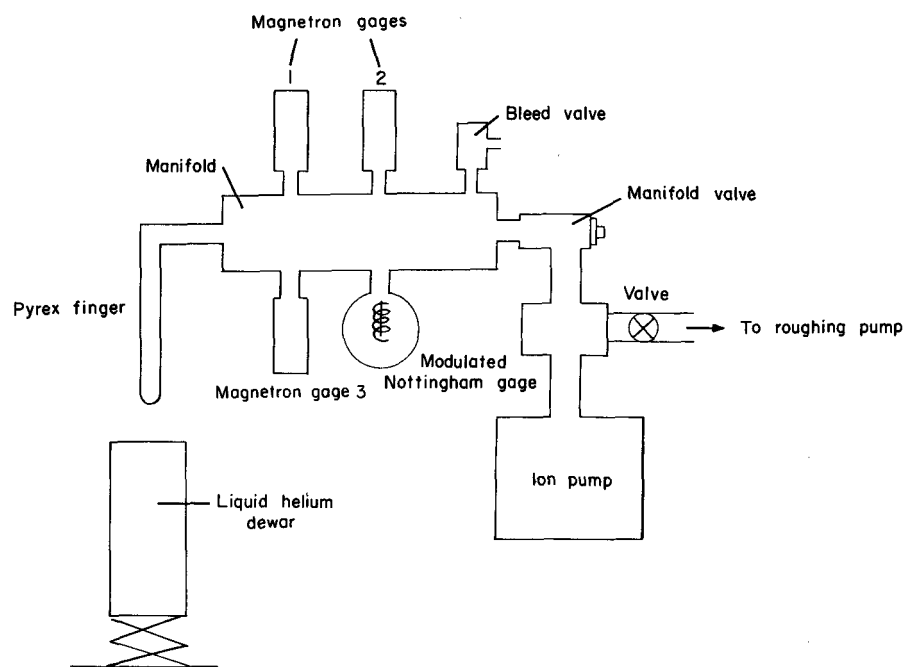 Magnetron gages
1
2
Bleed valve
Manifold
Manifold valve
Pyrex finger
Valve
To roughing pump
Modulated
Nottingham gage
Magnetron gage 3
Ion pump
Liquid helium
dewar